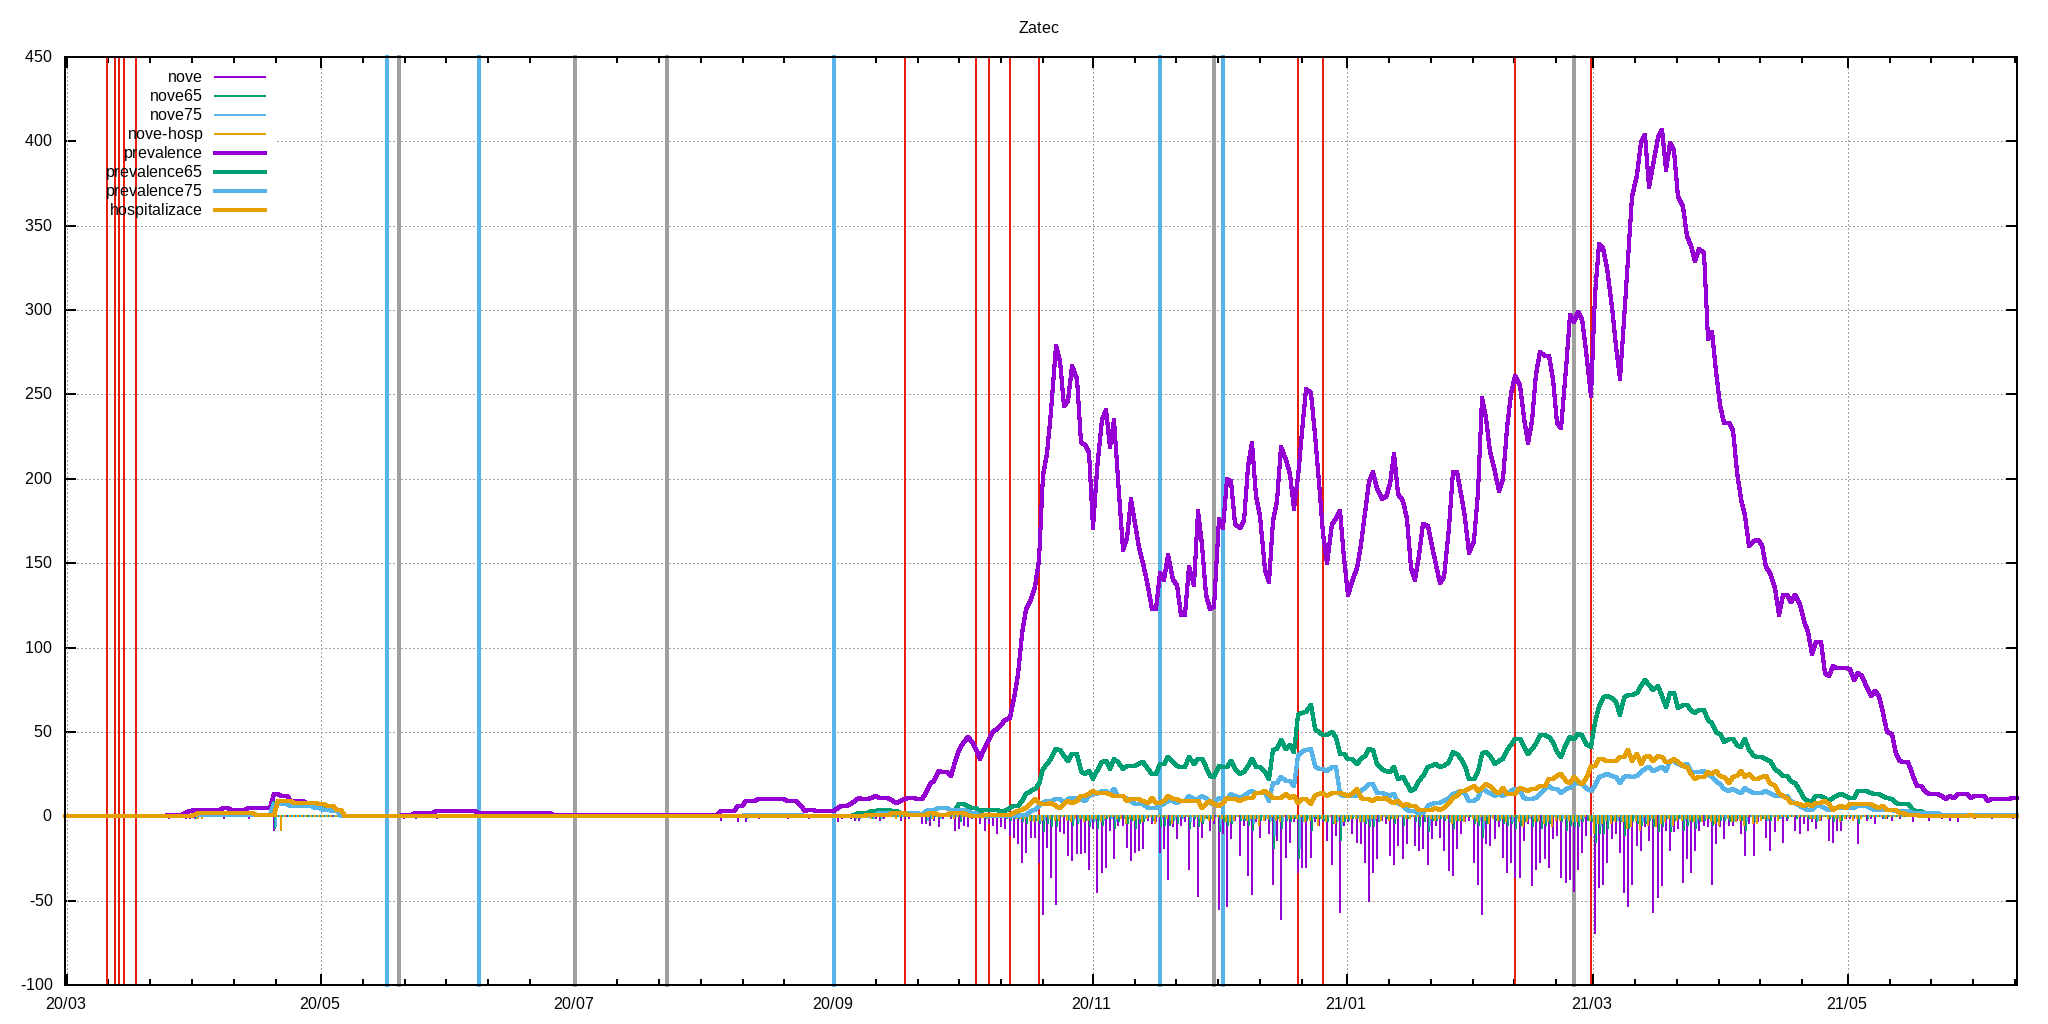 Zatec
450
400
350
300
250
200
150
100
50
0
-50
-100
nove
nove65
nove75
nove-hosp
prevalence
prevalence65
prevalence75
hospitalizace
20/03 20/05 20/07 20/09 20/11 21/01 21/03 21/05